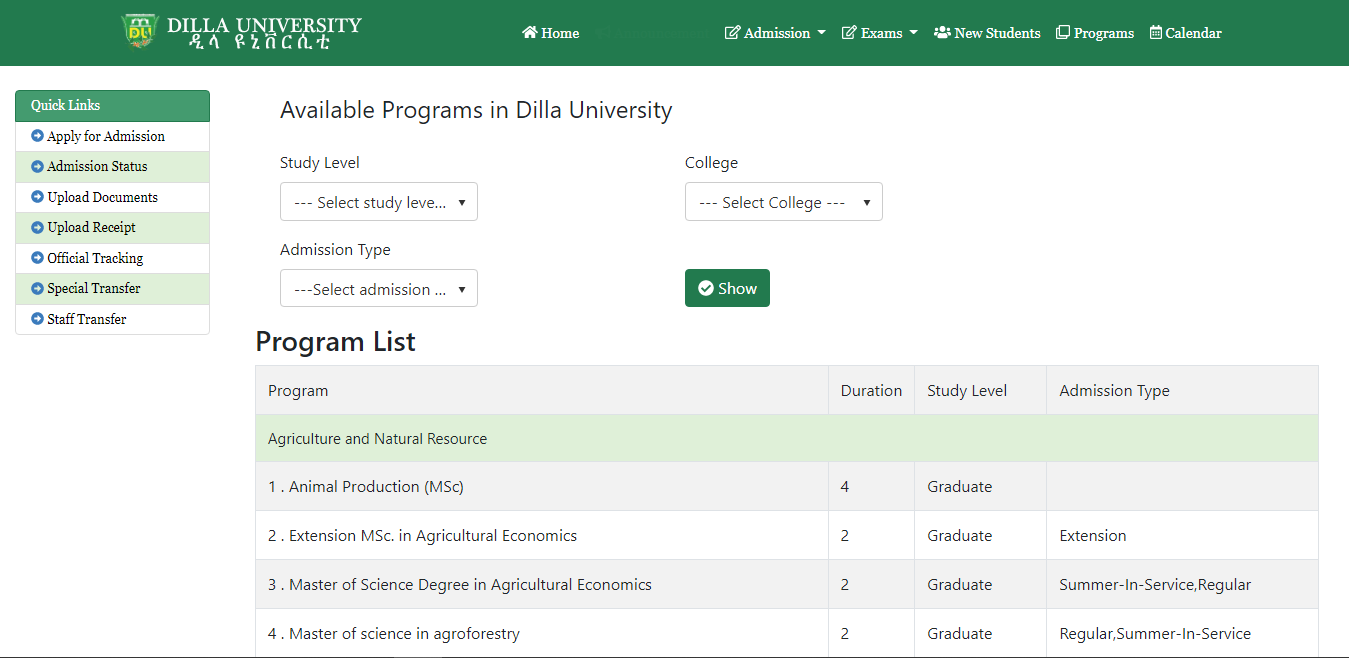 DILLA UNIVERSITY
ዲላ ዩኒቨርሲቲ
Home
Admission
Exams
New Students
Programs
Calendar
Quick Links
Apply for Admission
Admission Status
Upload Documents
Upload Receipt
Official Tracking
Special Transfer
Staff Transfer
Available Programs in Dilla University
Study Level College
--- Select study leve... --- Select College ---
Admission Type
---Select admission ... Show
Program List
Program Duration Study Level Admission Type
Agriculture and Natural Resource
1 . Animal Production (MSc) 4 Graduate
2 . Extension MSc. in Agricultural Economics 2 Graduate Extension
3 . Master of Science Degree in Agricultural Economics 2 Graduate Summer-In-Service,Regular
4 . Master of science in agroforestry 2 Graduate Regular,Summer-In-Service